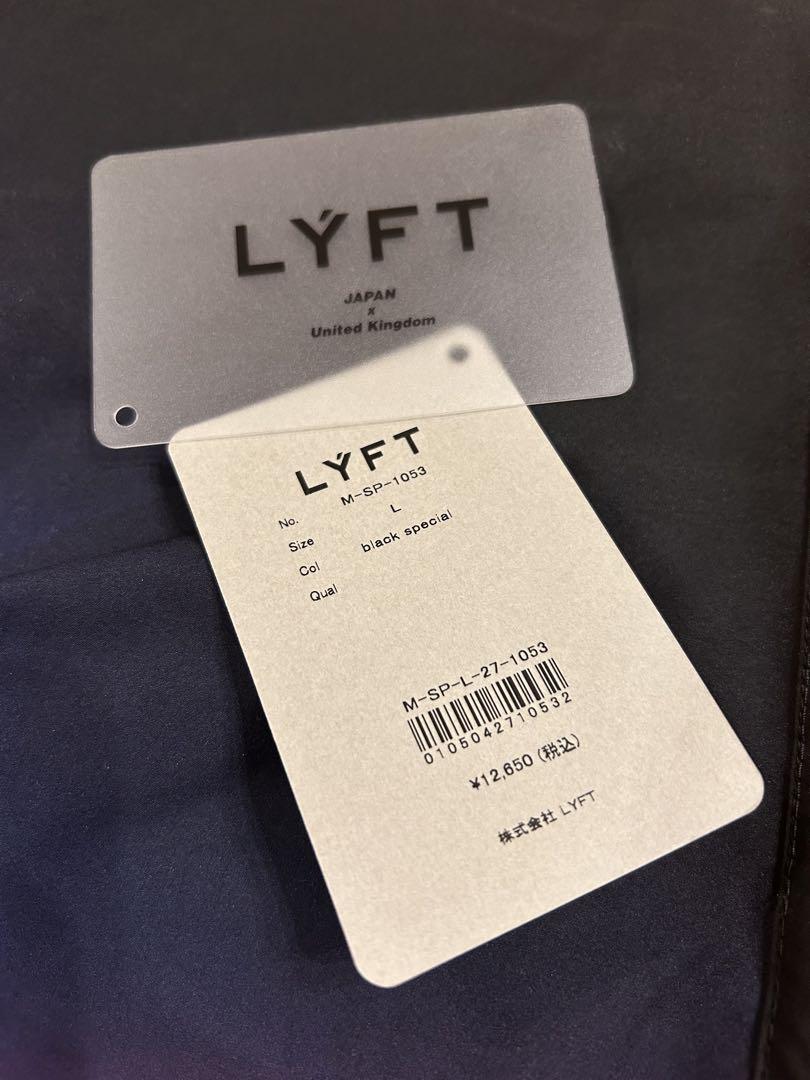 LÝFT
JAPAN
x
United Kingdom
LÝFT
No. M-SP-1053
Size L
Col black special
Qual
M-SP-L-27-1053
0105042710532
¥12,650 (税込)
株式会社 LYFT